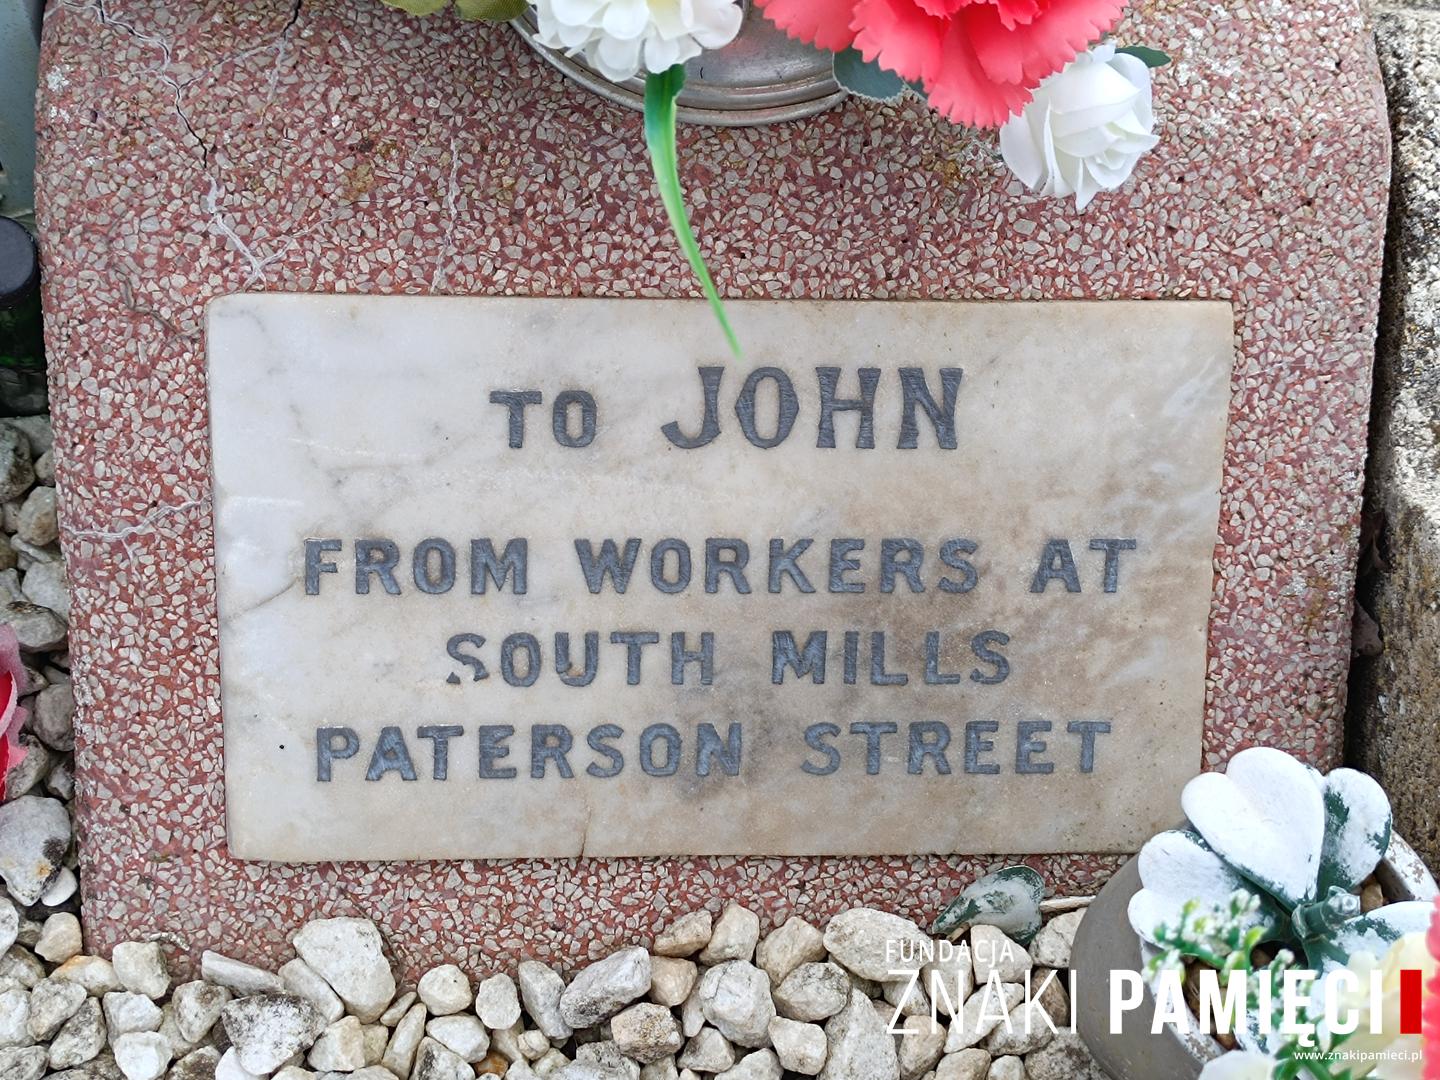 TO JOHN
FROM WORKERS AT
SOUTH MILLS
PATERSON STREET
FUNDACJA
ZNAKI PAMIĘCI
www.znakipamieci.pl